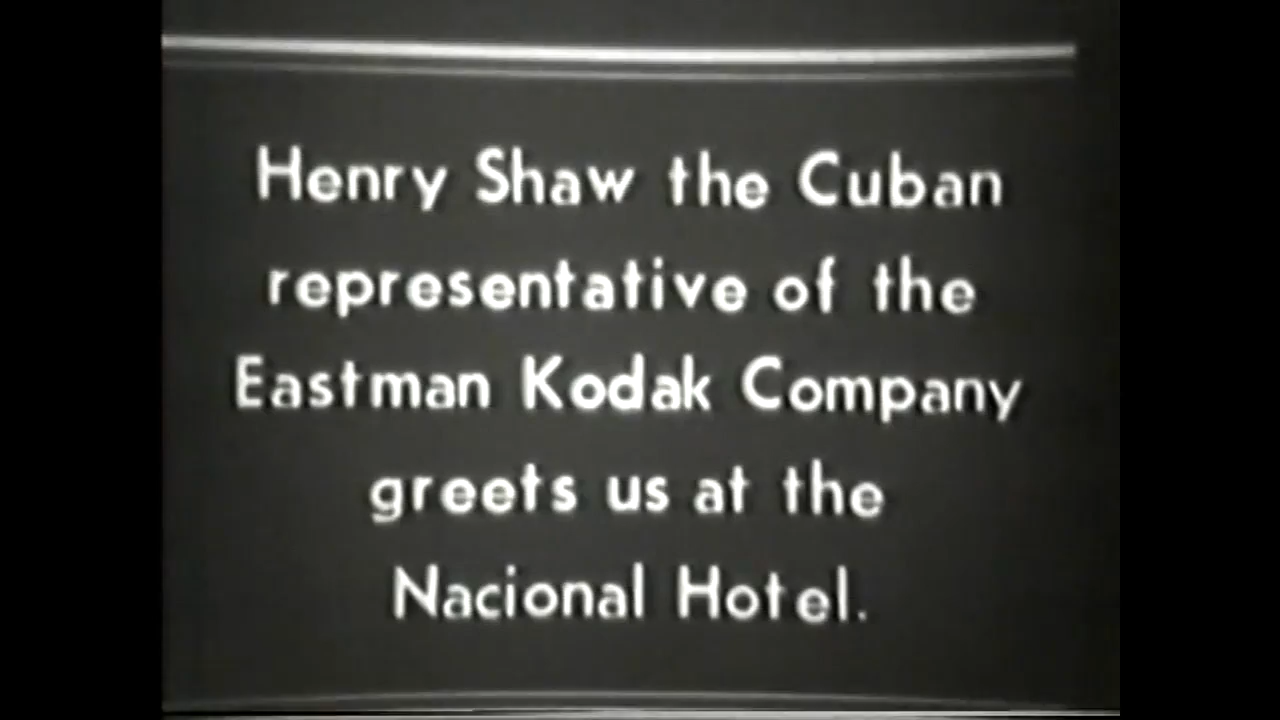 Henry Shaw the Cuban
representative of the
Eastman Kodak Company
greets us at the
Nacional Hotel.